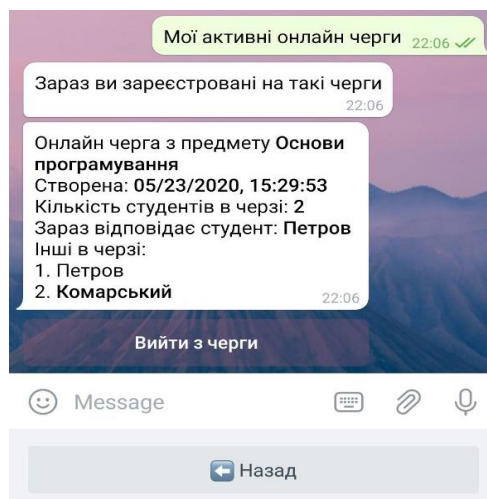 Мої активні онлайн черги 22:06
Зараз ви зареєстровані на такі черги
22:06
Онлайн черга з предмету Основи
програмування
Створена: 05/23/2020, 15:29:53
Кількість студентів в черзі: 2
Зараз відповідає студент: Петров
Інші в черзі:
1. Петров
2. Комарський 22:06
Вийти з черги
Message
Назад